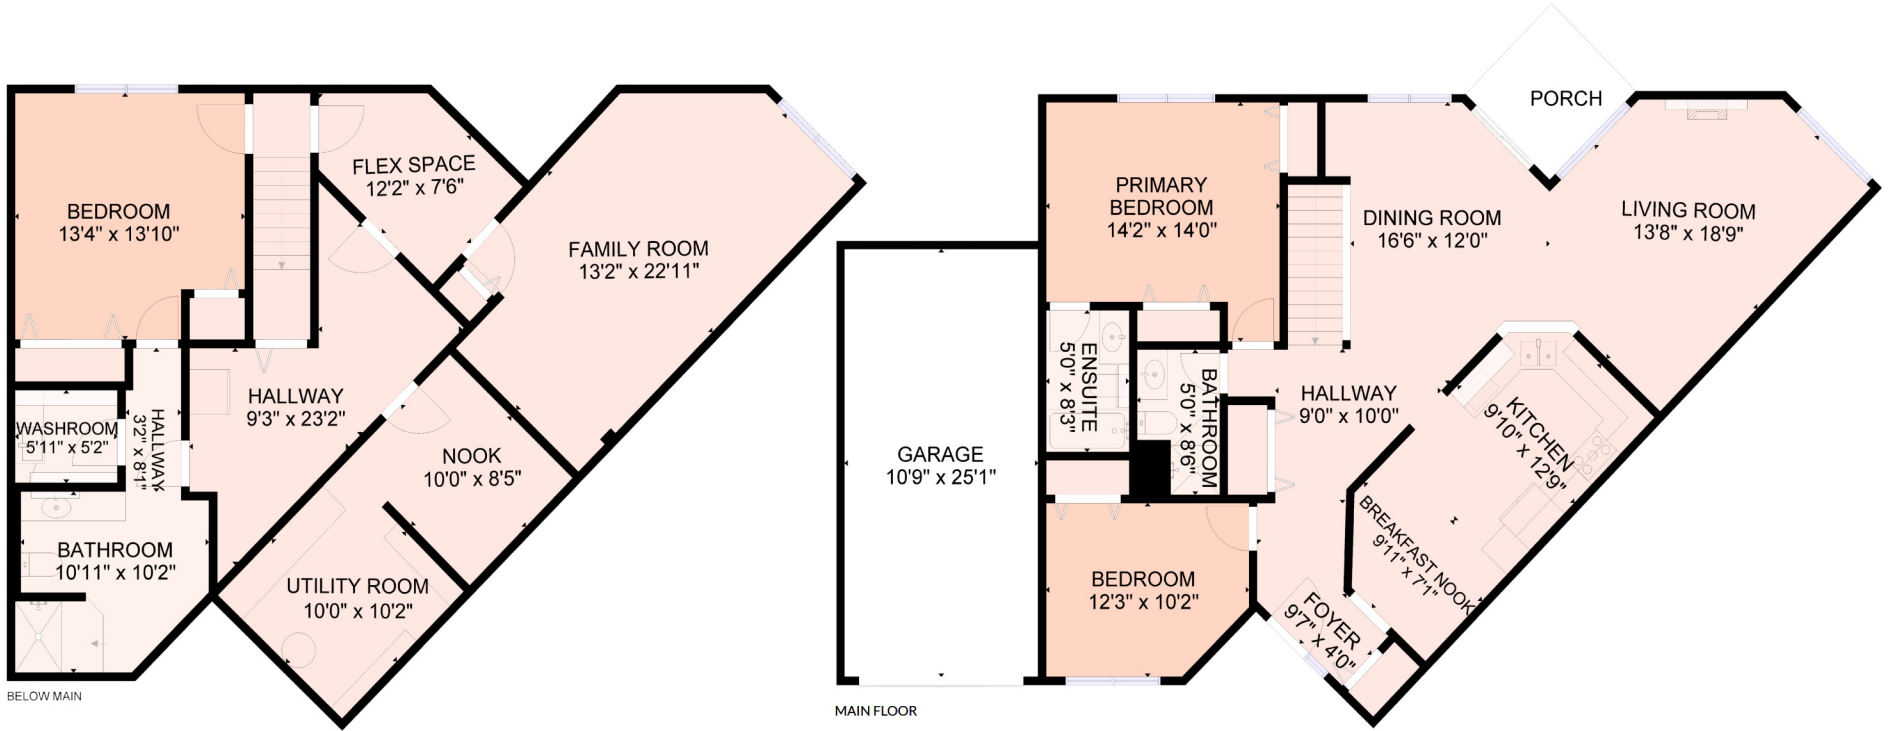 FLEX SPACE
12'2" x 7'6"
BEDROOM
13'4" x 13'10"
FAMILY ROOM
13'2" x 22'11"
HALLWAY
9'3" x 23'2"
HALLWAY
3'2" x 8'1"
WASHROOM
5'11" x 5'2"
NOOK
10'0" x 8'5"
BATHROOM
10'11" x 10'2"
UTILITY ROOM
10'0" x 10'2"
BELOW MAIN
PORCH
PRIMARY
BEDROOM
14'2" x 14'0"
DINING ROOM
16'6" x 12'0"
LIVING ROOM
13'8" x 18'9"
ENSUITE
5'0" x 8'3"
BATHROOM
5'0" x 8'6"
HALLWAY
9'0" x 10'0"
KITCHEN
9'10" x 12'9"
GARAGE
10'9" x 25'1"
BREAKFAST NOOK
9'11" x 7'1"
BEDROOM
12'3" x 10'2"
FOYER
9'7" x 4'0"
MAIN FLOOR